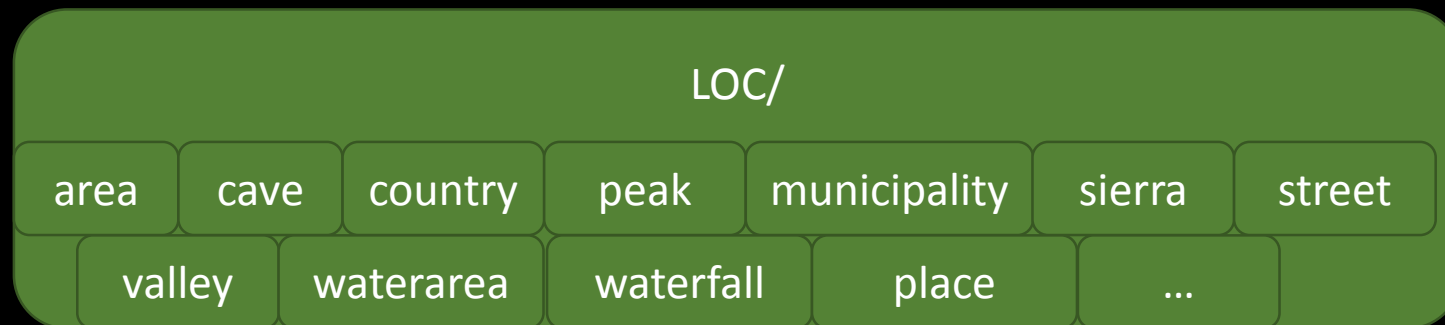 LOC/
area cave country peak municipality sierra street
valley waterarea waterfall place ...